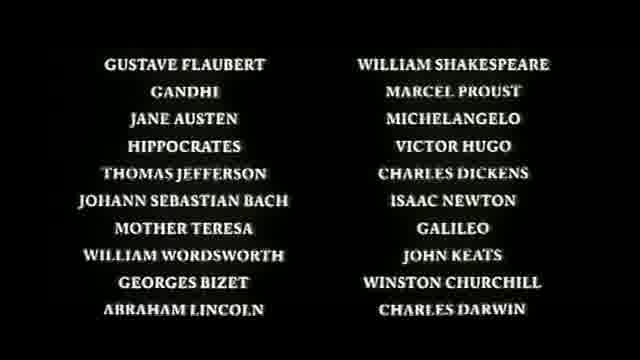 GUSTAVE FLAUBERT
GANDHI
JANE AUSTEN
HIPPOCRATES
THOMAS JEFFERSON
JOHANN SEBASTIAN BACH
MOTHER TERESA
WILLIAM WORDSWORTH
GEORGES BIZET
ABRAHAM LINCOLN
WILLIAM SHAKESPEARE
MARCEL PROUST
MICHELANGELO
VICTOR HUGO
CHARLES DICKENS
ISAAC NEWTON
GALILEO
JOHN KEATS
WINSTON CHURCHILL
CHARLES DARWIN